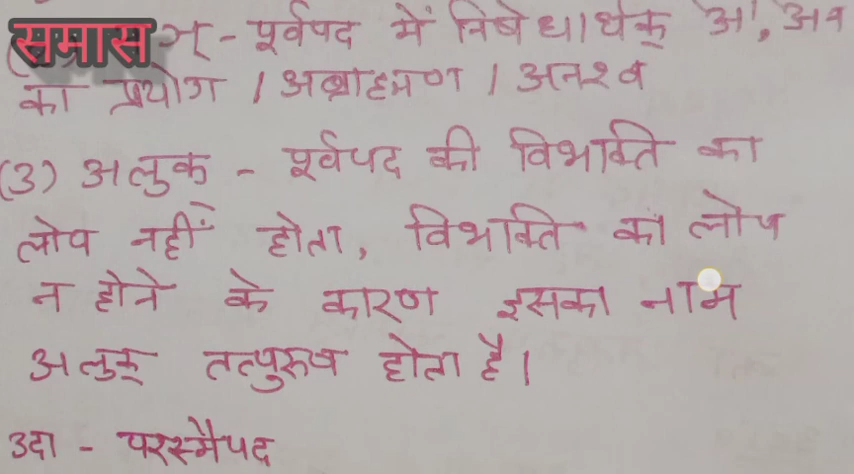 समास ञ् - पूर्वपद में निषेधार्थक् अ, अन
का प्रयोग । अब्राह्मण । अनश्व
(3) अलुक् - पूर्वपद की विभक्ति का
लोप नहीं होता, विभक्ति का लोप
न होने के कारण इसका नाम
अलुक् तत्पुरुष होता है।
उदा - परस्मैपद